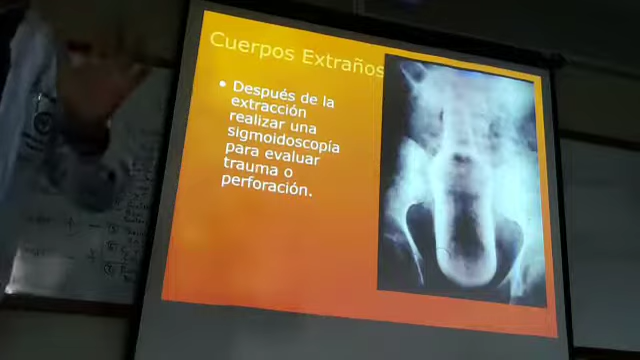 Cuerpos Extraños
• Después de la
extracción
realizar una
sigmoidoscopía
para evaluar
trauma o
perforación.